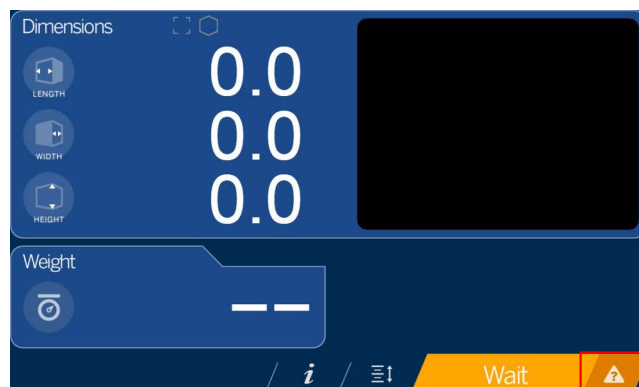 Dimensions
LENGTH
0.0
WIDTH
0.0
HEIGHT
0.0
Weight
— —
i
Wait
?